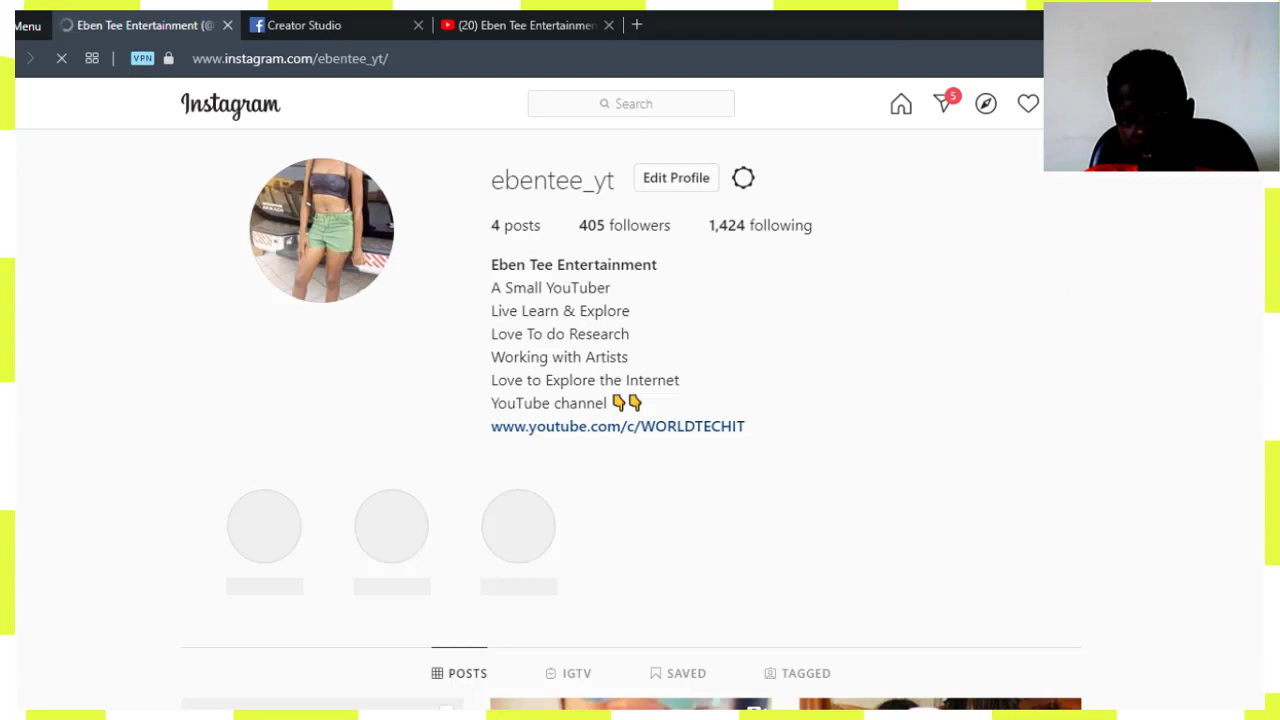 Menu
Eben Tee Entertainment (@
Creator Studio
(20) Eben Tee Entertainmen
VPN
www.instagram.com/ebentee_yt/
Instagram
Search
5
ebentee_yt
Edit Profile
4 posts
405 followers
1,424 following
Eben Tee Entertainment
A Small YouTuber
Live Learn & Explore
Love To do Research
Working with Artists
Love to Explore the Internet
YouTube channel 👇👇
www.youtube.com/c/WORLDTECHIT
POSTS
IGTV
SAVED
TAGGED